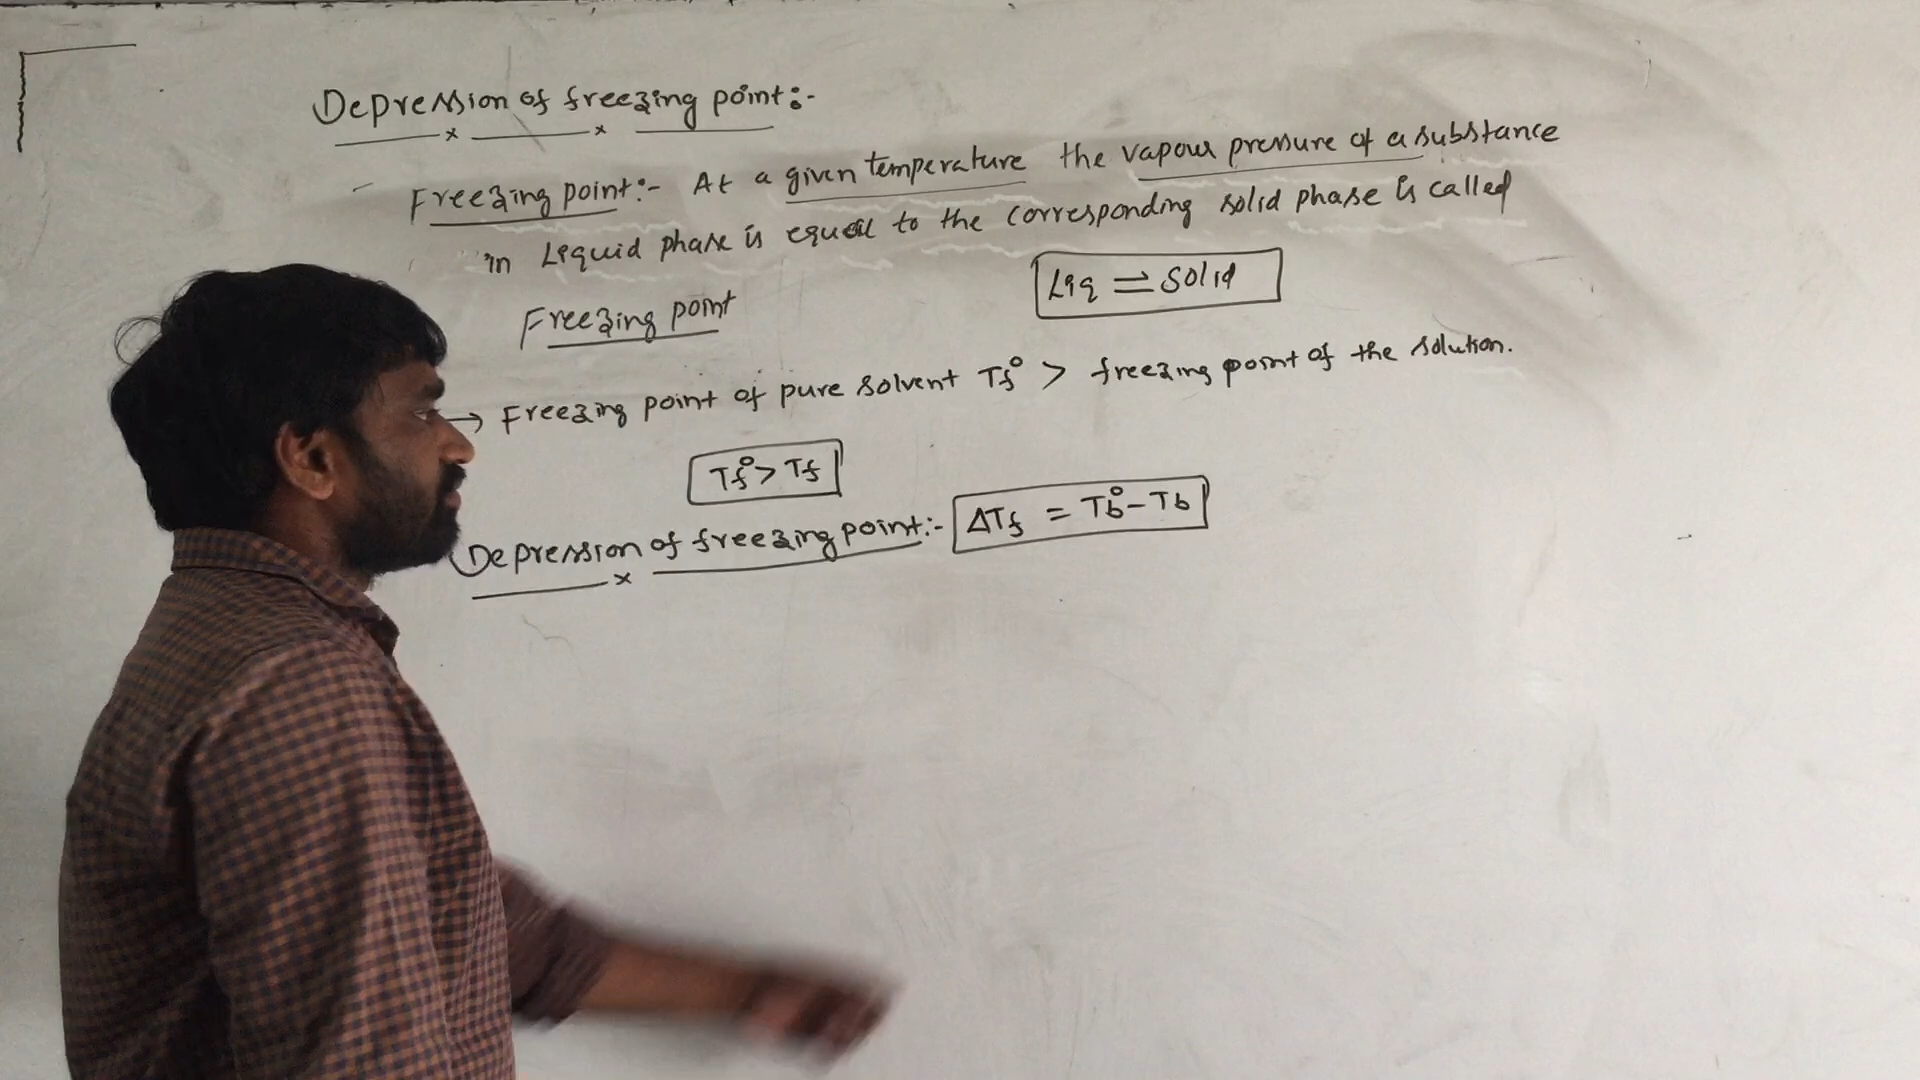 Depression of freezing point:-
Freezing point:- At a given temperature the vapour pressure of a substance
in Liquid phase is equal to the corresponding solid phase is called
Freezing point
Liq ⇌ Solid
→ Freezing point of pure solvent Tf° > freezing point of the solution.
Tf° > Tf
Depression of freezing point:- ΔTf = Tb° - Tb